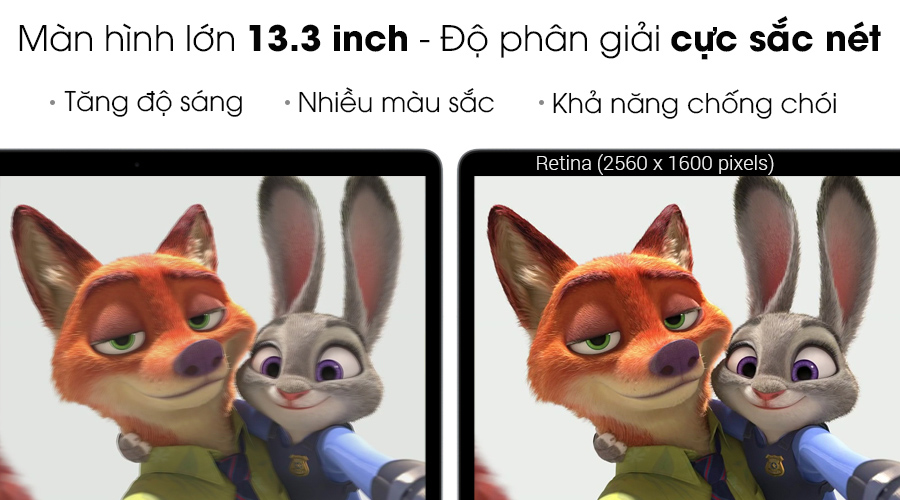 Màn hình lớn 13.3 inch - Độ phân giải cực sắc nét
• Tăng độ sáng • Nhiều màu sắc • Khả năng chống chói
Retina (2560 x 1600 pixels)